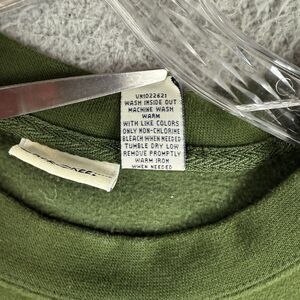 UN1022621
WASH INSIDE OUT
MACHINE WASH
WARM
WITH LIKE COLORS
ONLY NON-CHLORINE
BLEACH WHEN NEEDED
TUMBLE DRY LOW
REMOVE PROMPTLY
WARM IRON
WHEN NEEDED